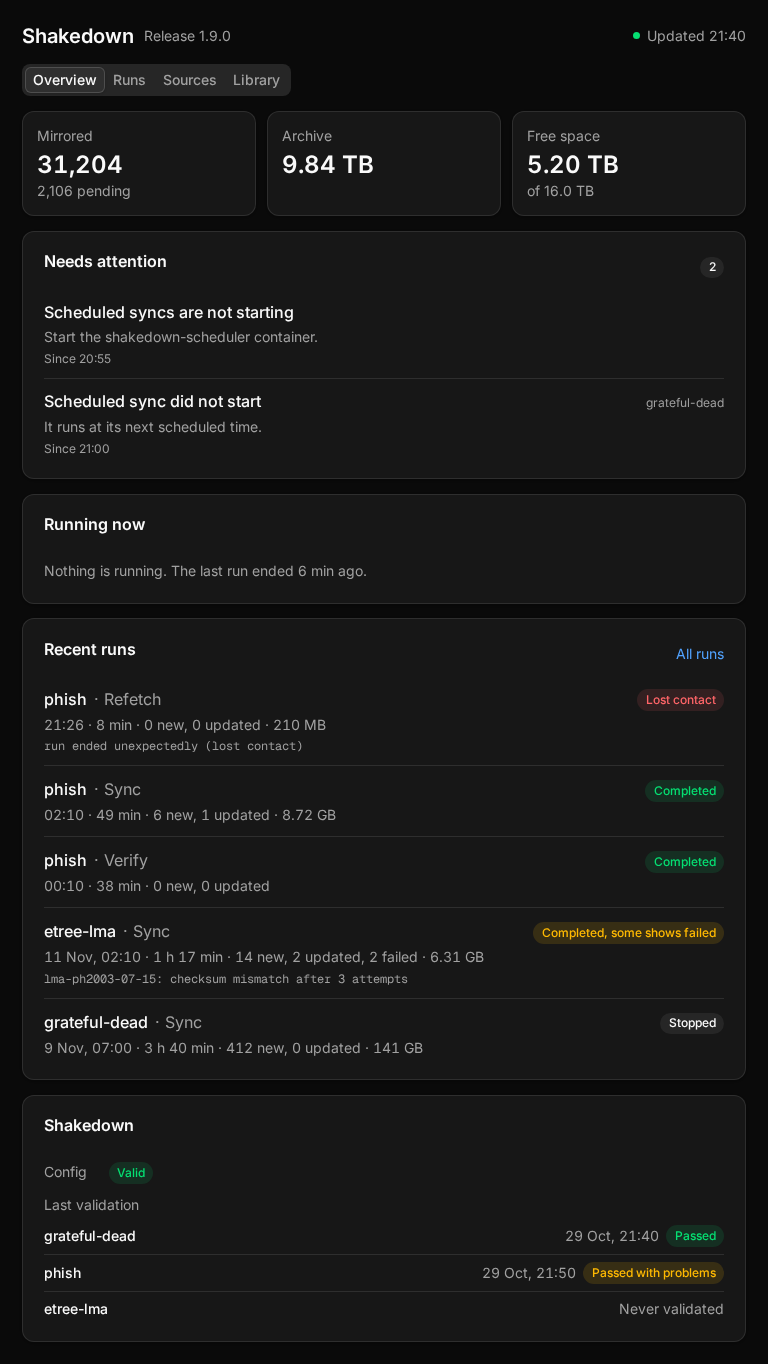 Shakedown Release 1.9.0 Updated 21:40
Overview Runs Sources Library
Mirrored
31,204
2,106 pending
Archive
9.84 TB
Free space
5.20 TB
of 16.0 TB
Needs attention 2
Scheduled syncs are not starting
Start the shakedown-scheduler container.
Since 20:55
Scheduled sync did not start grateful-dead
It runs at its next scheduled time.
Since 21:00
Running now
Nothing is running. The last run ended 6 min ago.
Recent runs All runs
phish · Refetch Lost contact
21:26 · 8 min · 0 new, 0 updated · 210 MB
run ended unexpectedly (lost contact)
phish · Sync Completed
02:10 · 49 min · 6 new, 1 updated · 8.72 GB
phish · Verify Completed
00:10 · 38 min · 0 new, 0 updated
etree-lma · Sync Completed, some shows failed
11 Nov, 02:10 · 1 h 17 min · 14 new, 2 updated, 2 failed · 6.31 GB
lma-ph2003-07-15: checksum mismatch after 3 attempts
grateful-dead · Sync Stopped
9 Nov, 07:00 · 3 h 40 min · 412 new, 0 updated · 141 GB
Shakedown
Config Valid
Last validation
grateful-dead 29 Oct, 21:40 Passed
phish 29 Oct, 21:50 Passed with problems
etree-lma Never validated